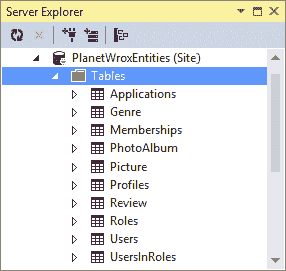 Server Explorer
PlanetWroxEntities (Site)
Tables
Applications
Genre
Memberships
PhotoAlbum
Picture
Profiles
Review
Roles
Users
UsersInRoles